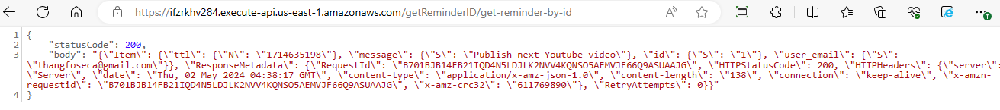 https://ifzrkhv284.execute-api.us-east-1.amazonaws.com/getReminderID/get-reminder-by-id
1 {
2 "statusCode": 200,
3 "body": "{\"Item\": {\"ttl\": {\"N\": \"1714635198\"}, \"message\": {\"S\": \"Publish next Youtube video\"}, \"id\": {\"S\": \"1\"}, \"user_email\": {\"S\":
\"thangfoseca@gmail.com\"}}, \"ResponseMetadata\": {\"RequestId\": \"B701BJB14FB21IQD4N5LDJLK2NVV4KQNSO5AEMVJF66Q9ASUAAJG\", \"HTTPStatusCode\": 200, \"HTTPHeaders\": {\"server\":
\"Server\", \"date\": \"Thu, 02 May 2024 04:38:17 GMT\", \"content-type\": \"application/x-amz-json-1.0\", \"content-length\": \"138\", \"connection\": \"keep-alive\", \"x-amzn-
requestid\": \"B701BJB14FB21IQD4N5LDJLK2NVV4KQNSO5AEMVJF66Q9ASUAAJG\", \"x-amz-crc32\": \"611769890\"}, \"RetryAttempts\": 0}}"
4 }